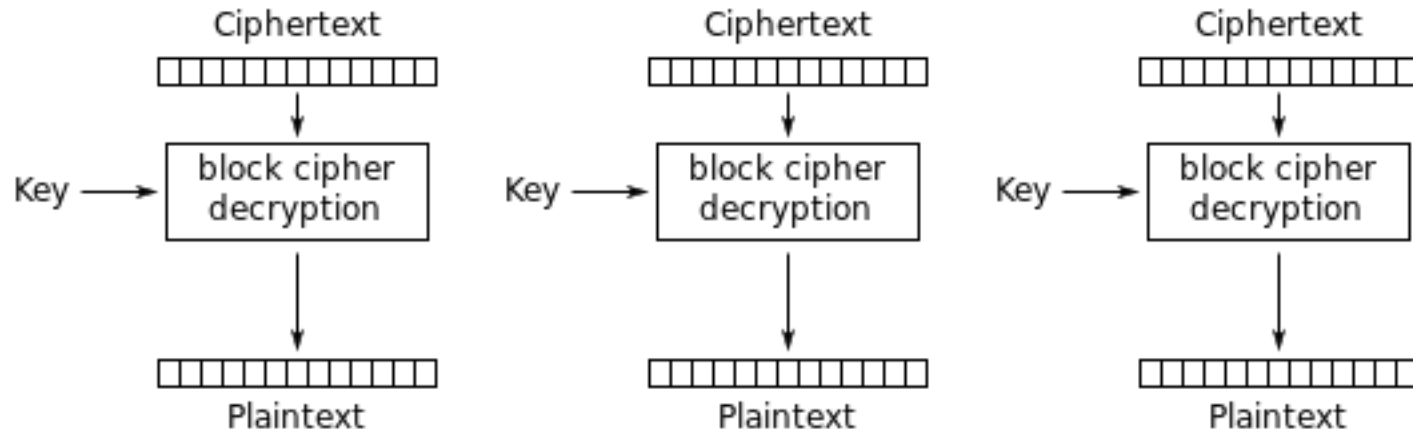 Ciphertext Ciphertext Ciphertext
Key block cipher decryption Key block cipher decryption Key block cipher decryption
Plaintext Plaintext Plaintext